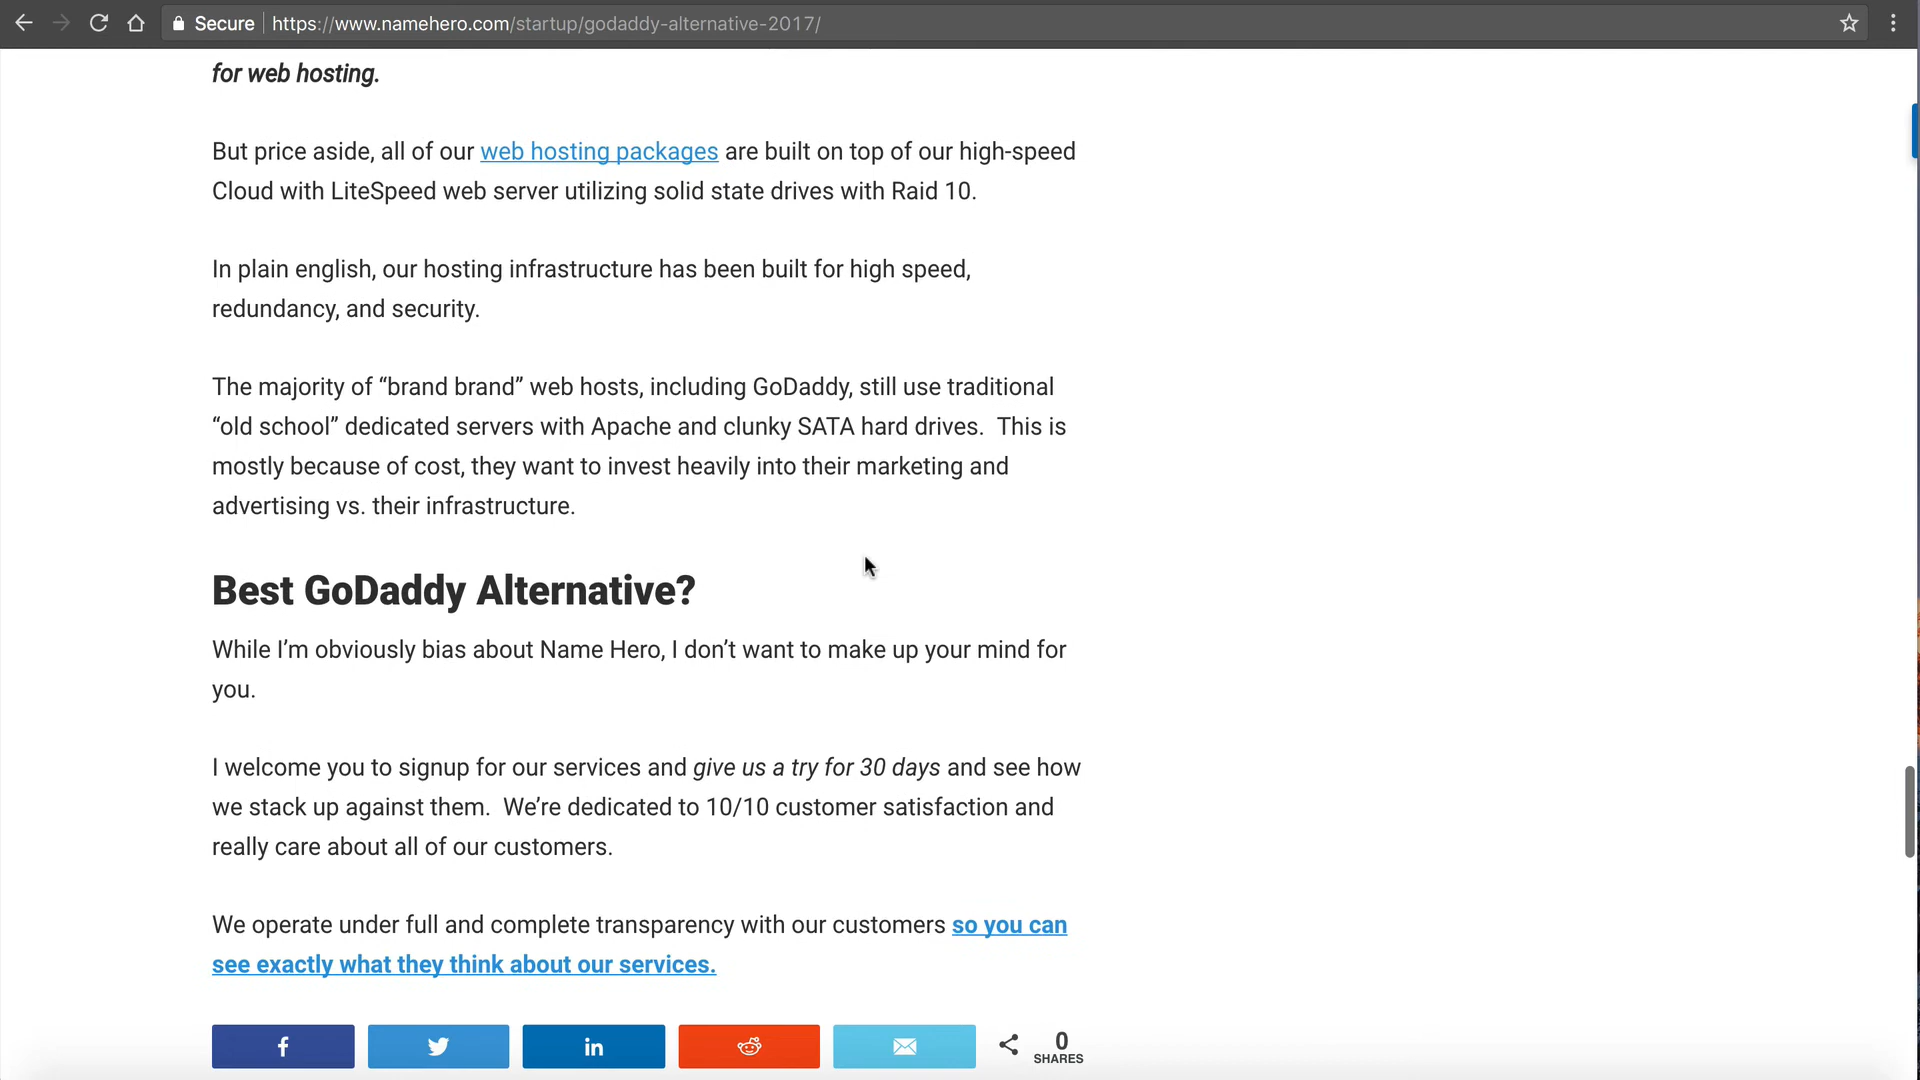 Secure
https://www.namehero.com/startup/godaddy-alternative-2017/
for web hosting.
But price aside, all of our web hosting packages are built on top of our high-speed
Cloud with LiteSpeed web server utilizing solid state drives with Raid 10.
In plain english, our hosting infrastructure has been built for high speed,
redundancy, and security.
The majority of “brand brand” web hosts, including GoDaddy, still use traditional
“old school” dedicated servers with Apache and clunky SATA hard drives.  This is
mostly because of cost, they want to invest heavily into their marketing and
advertising vs. their infrastructure.
Best GoDaddy Alternative?
While I’m obviously bias about Name Hero, I don’t want to make up your mind for
you.
I welcome you to signup for our services and give us a try for 30 days and see how
we stack up against them.  We’re dedicated to 10/10 customer satisfaction and
really care about all of our customers.
We operate under full and complete transparency with our customers so you can
see exactly what they think about our services.
0
SHARES